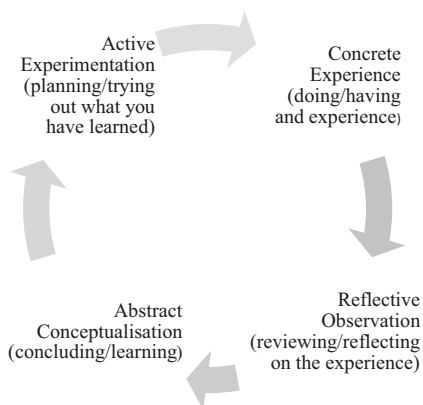 Active
Experimentation
(planning/trying
out what you
have learned)
Concrete
Experience
(doing/having
and experience)
Reflective
Observation
(reviewing/reflecting
on the experience)
Abstract
Conceptualisation
(concluding/learning)